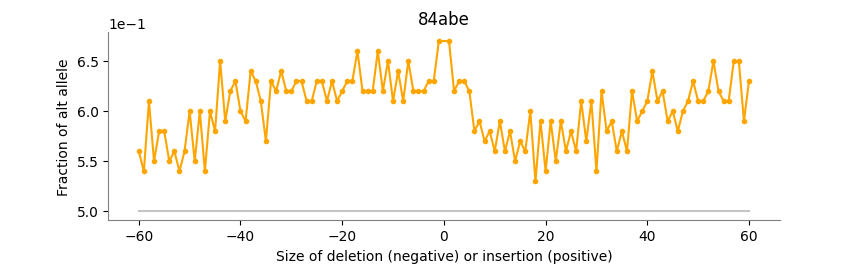 84abe
1e−1
Fraction of alt allele
6.5
6.0
5.5
5.0
−60 −40 −20 0 20 40 60
Size of deletion (negative) or insertion (positive)